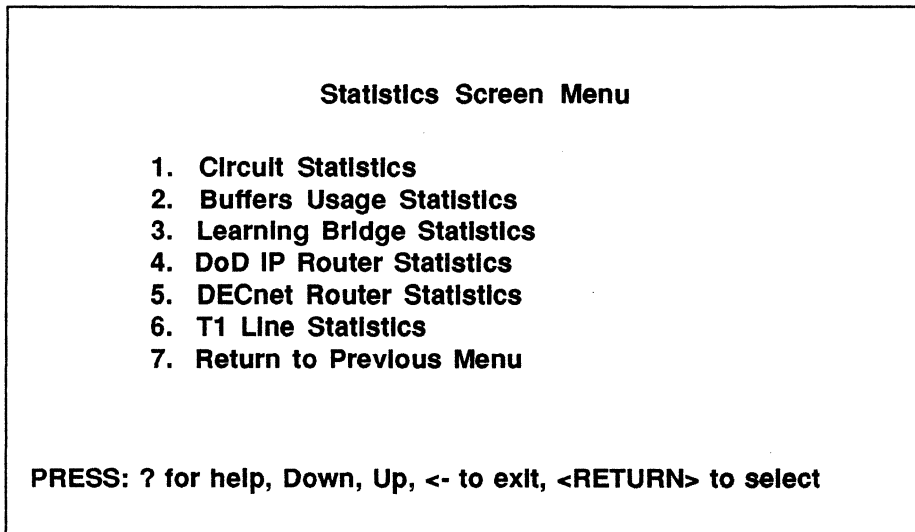 Statistics Screen Menu
1. Circuit Statistics
2. Buffers Usage Statistics
3. Learning Bridge Statistics
4. DoD IP Router Statistics
5. DECnet Router Statistics
6. T1 Line Statistics
7. Return to Previous Menu
PRESS: ? for help, Down, Up, <- to exit, <RETURN> to select